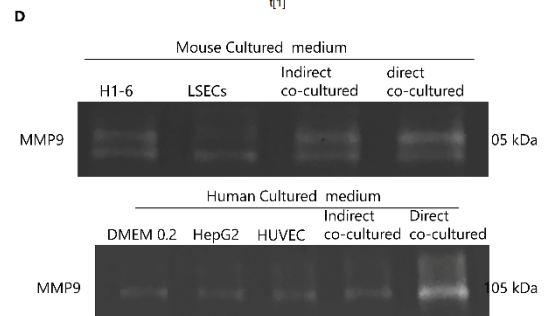 t[1]
D
Mouse Cultured medium
H1-6 LSECs Indirect co-cultured direct co-cultured
MMP9 05 kDa
Human Cultured medium
DMEM 0.2 HepG2 HUVEC Indirect co-cultured Direct co-cultured
MMP9 105 kDa